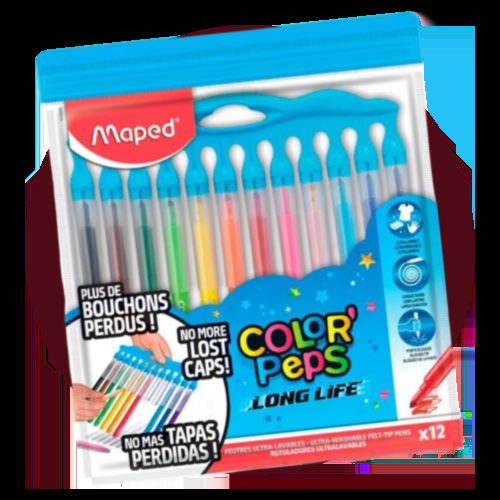 Maped
PLUS DE
BOUCHONS
PERDUS !
NO MORE
LOST
CAPS!
NO MAS TAPAS
PERDIDAS !
COLOR'
PePS
LONG LIFE
FEUTRES ULTRA-LAVABLES - ULTRA-WASHABLE FELT-TIP PENS
ROTULADORES ULTRALAVABLES
x12